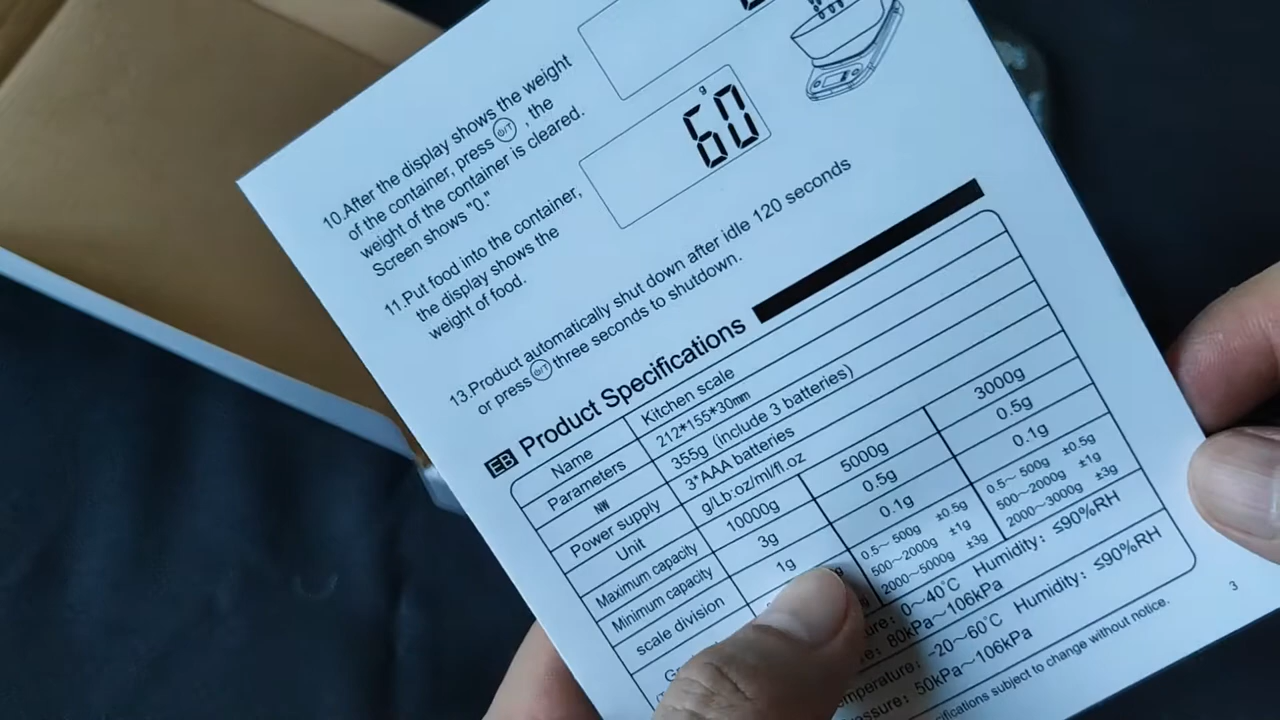 10.After the display shows the weight
of the container, press ⏻/T , the
weight of the container is cleared.
Screen shows "0."
g
60
11.Put food into the container,
the display shows the
weight of food.
13.Product automatically shut down after idle 120 seconds
or press ⏻/T three seconds to shutdown.
EB Product Specifications
Name Kitchen scale
Parameters 212*155*30mm
NW 355g (include 3 batteries)
Power supply 3*AAA batteries
Unit g/Lb:oz/ml/fl.oz
Maximum capacity 10000g 5000g 3000g
Minimum capacity 3g 0.5g 0.5g
scale division 1g 0.1g 0.1g
0.5~ 500g ±0.5g 0.5~ 500g ±0.5g
500~2000g ±1g 500~2000g ±1g
2000~5000g ±3g 2000~3000g ±3g
0~40°C Humidity: ≤90%RH
80kPa~106kPa
-20~60°C Humidity: ≤90%RH
50kPa~106kPa
subject to change without notice.
3